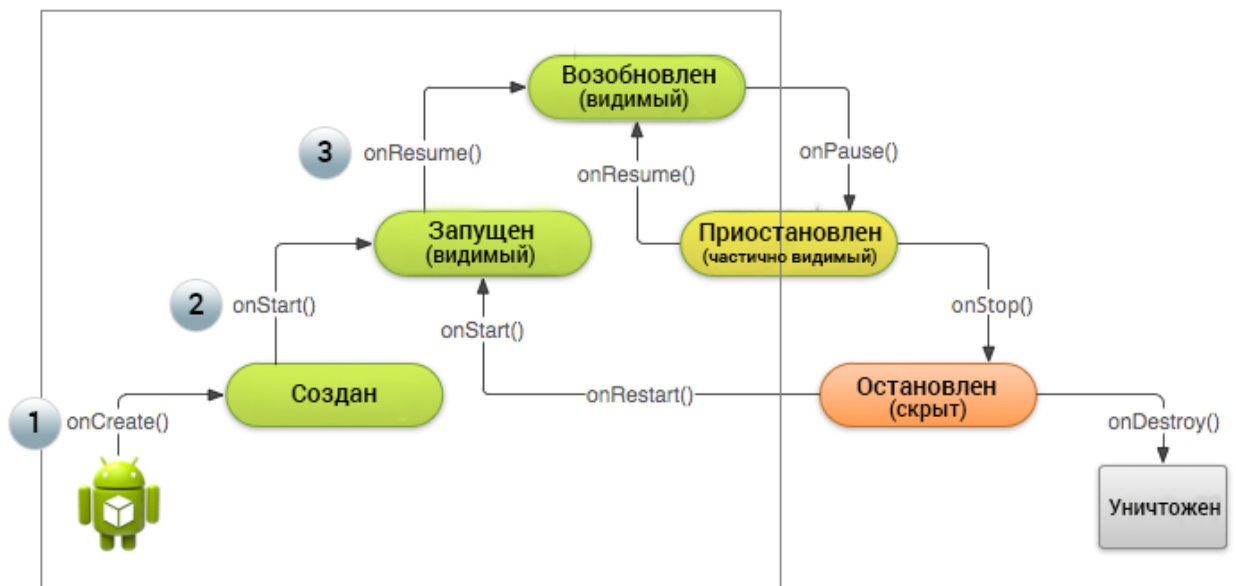 Возобновлен
(видимый)
3
onResume()
onResume()
onPause()
Запущен
(видимый)
Приостановлен
(частично видимый)
2
onStart()
onStart()
onStop()
Создан
onRestart()
Остановлен
(скрыт)
1
onCreate()
onDestroy()
Уничтожен